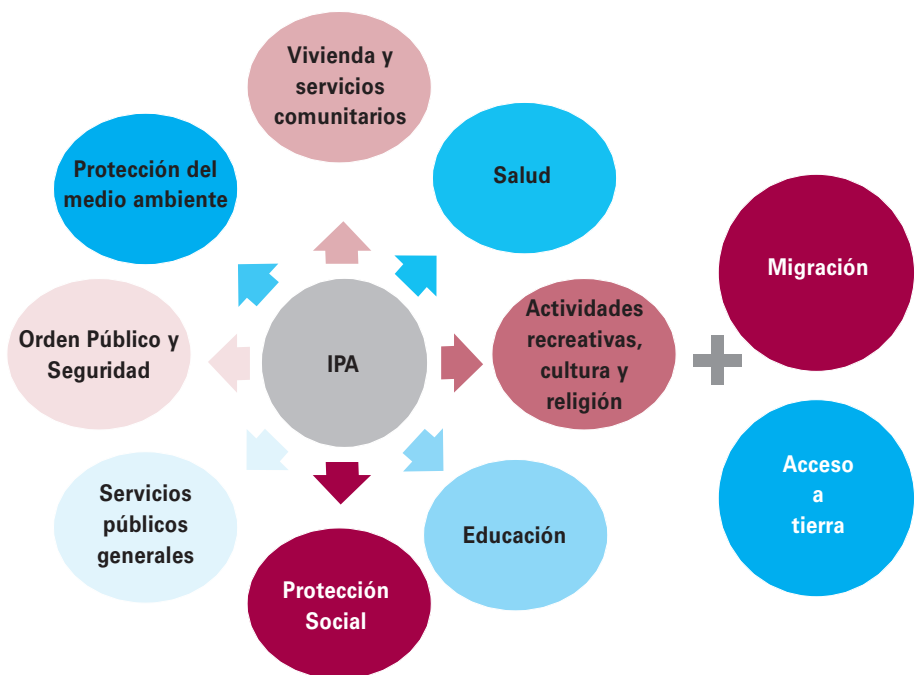 Vivienda y
servicios
comunitarios
Protección del
medio ambiente
Salud
Migración
Orden Público y
Seguridad
IPA
Actividades
recreativas,
cultura y
religión
Acceso
a
tierra
Servicios
públicos
generales
Educación
Protección
Social